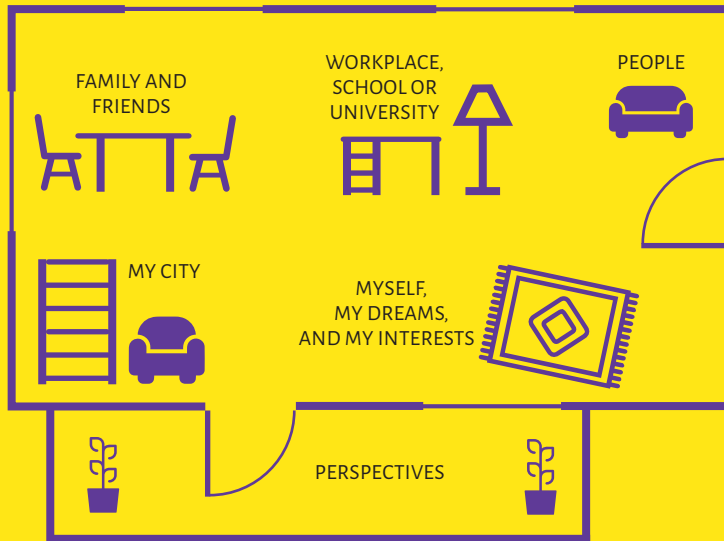 FAMILY AND
FRIENDS
WORKPLACE,
SCHOOL OR
UNIVERSITY
PEOPLE
MY CITY
MYSELF,
MY DREAMS,
AND MY INTERESTS
PERSPECTIVES